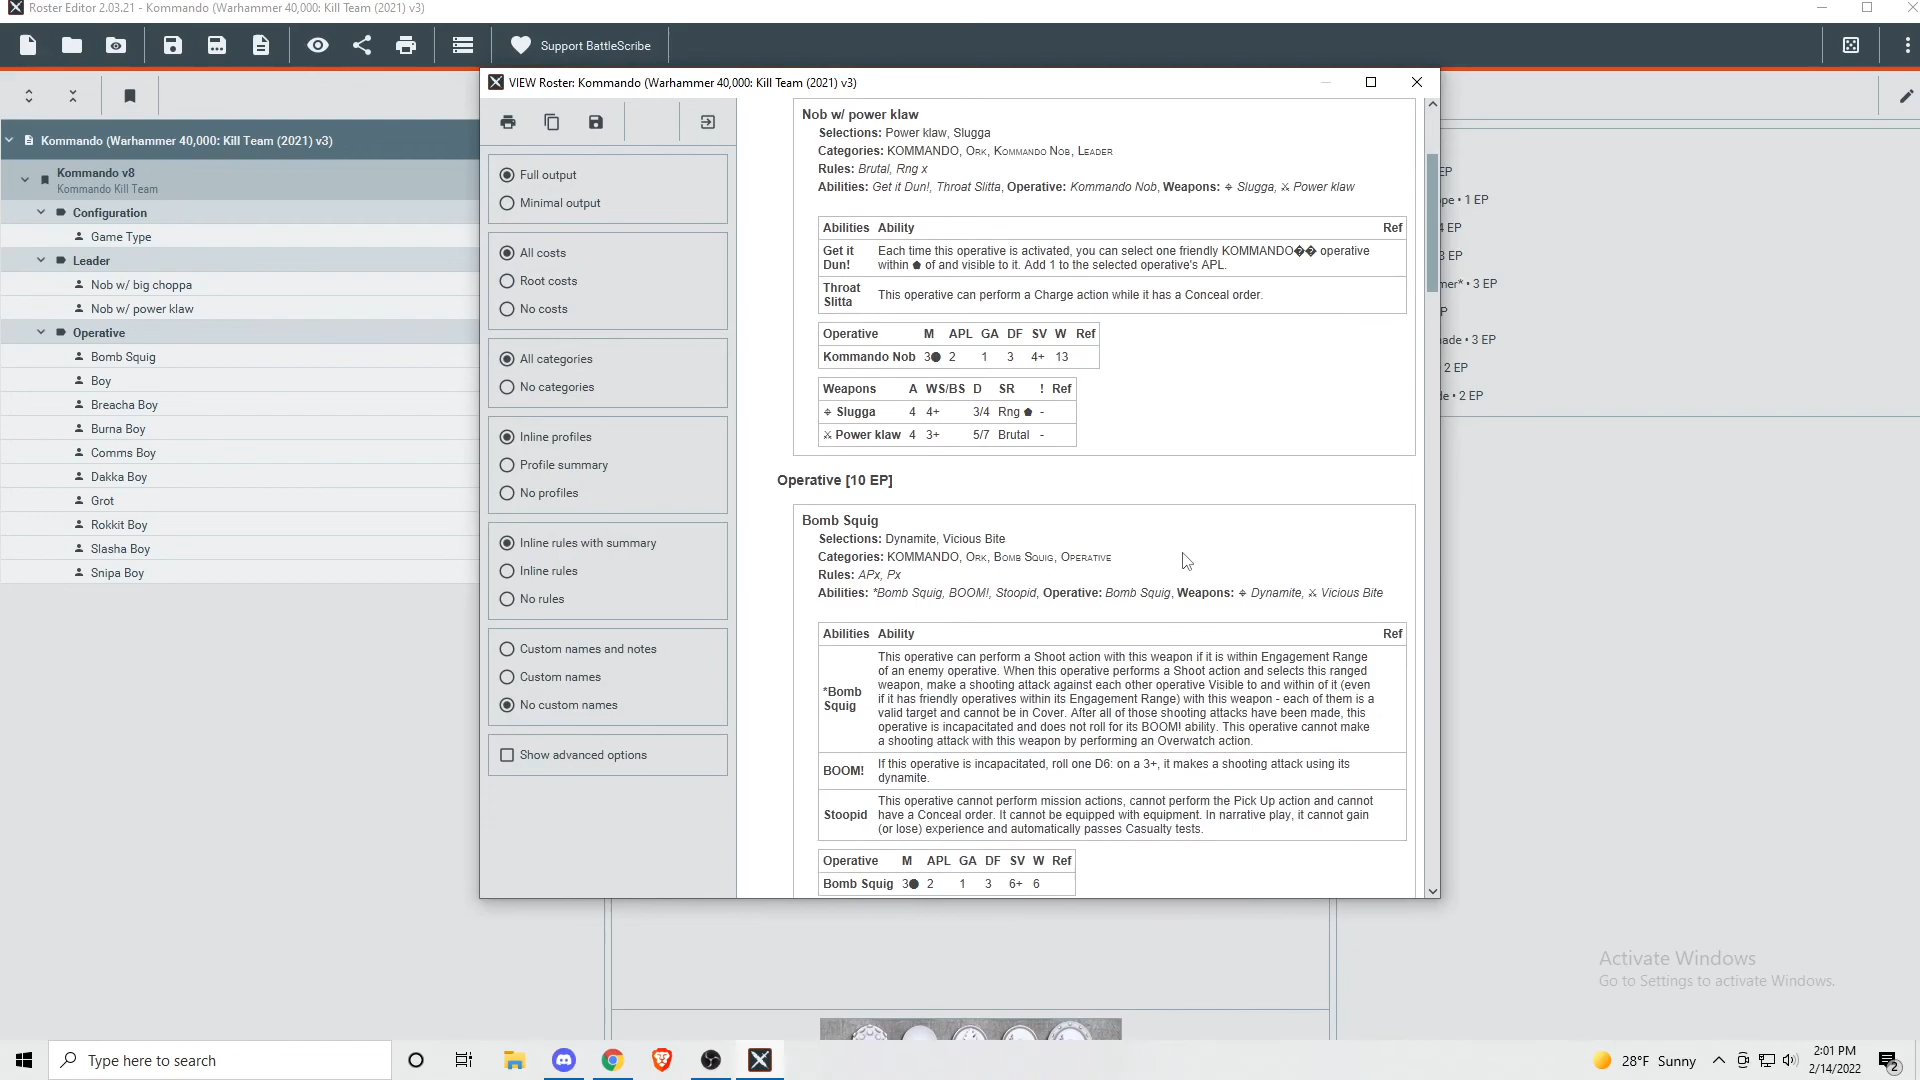 Roster Editor 2.03.21 - Kommando (Warhammer 40,000: Kill Team (2021) v3)
Support BattleScribe
VIEW Roster: Kommando (Warhammer 40,000: Kill Team (2021) v3)
Kommando (Warhammer 40,000: Kill Team (2021) v3)
Kommando v8
Kommando Kill Team
Configuration
Game Type
Leader
Nob w/ big choppa
Nob w/ power klaw
Operative
Bomb Squig
Boy
Breacha Boy
Burna Boy
Comms Boy
Dakka Boy
Grot
Rokkit Boy
Slasha Boy
Snipa Boy
Full output
Minimal output
All costs
Root costs
No costs
All categories
No categories
Inline profiles
Profile summary
No profiles
Inline rules with summary
Inline rules
No rules
Custom names and notes
Custom names
No custom names
Show advanced options
Nob w/ power klaw
Selections: Power klaw, Slugga
Categories: KOMMANDO, Ork, Kommando Nob, Leader
Rules: Brutal, Rng x
Abilities: Get it Dun!, Throat Slitta, Operative: Kommando Nob, Weapons: ⌖ Slugga, ⚔ Power klaw
Abilities Ability Ref
Get it Dun! Each time this operative is activated, you can select one friendly KOMMANDO�� operative
within ⬟ of and visible to it. Add 1 to the selected operative's APL.
Throat Slitta This operative can perform a Charge action while it has a Conceal order.
Operative M APL GA DF SV W Ref
Kommando Nob 3⬤ 2 1 3 4+ 13
Weapons A WS/BS D SR ! Ref
⌖ Slugga 4 4+ 3/4 Rng ⬟ -
⚔ Power klaw 4 3+ 5/7 Brutal -
Operative [10 EP]
Bomb Squig
Selections: Dynamite, Vicious Bite
Categories: KOMMANDO, Ork, Bomb Squig, Operative
Rules: APx, Px
Abilities: *Bomb Squig, BOOM!, Stoopid, Operative: Bomb Squig, Weapons: ⌖ Dynamite, ⚔ Vicious Bite
Abilities Ability Ref
*Bomb Squig This operative can perform a Shoot action with this weapon if it is within Engagement Range
of an enemy operative. When this operative performs a Shoot action and selects this ranged
weapon, make a shooting attack against each other operative Visible to and within of it (even
if it has friendly operatives within its Engagement Range) with this weapon - each of them is a
valid target and cannot be in Cover. After all of those shooting attacks have been made, this
operative is incapacitated and does not roll for its BOOM! ability. This operative cannot make
a shooting attack with this weapon by performing an Overwatch action.
BOOM! If this operative is incapacitated, roll one D6: on a 3+, it makes a shooting attack using its
dynamite.
Stoopid This operative cannot perform mission actions, cannot perform the Pick Up action and cannot
have a Conceal order. It cannot be equipped with equipment. In narrative play, it cannot gain
(or lose) experience and automatically passes Casualty tests.
Operative M APL GA DF SV W Ref
Bomb Squig 3⬤ 2 1 3 6+ 6
EP
pe • 1 EP
EP
3 EP
mer* • 3 EP
P
ade • 3 EP
2 EP
de • 2 EP
Activate Windows
Go to Settings to activate Windows.
Type here to search
28°F Sunny
2:01 PM
2/14/2022
2